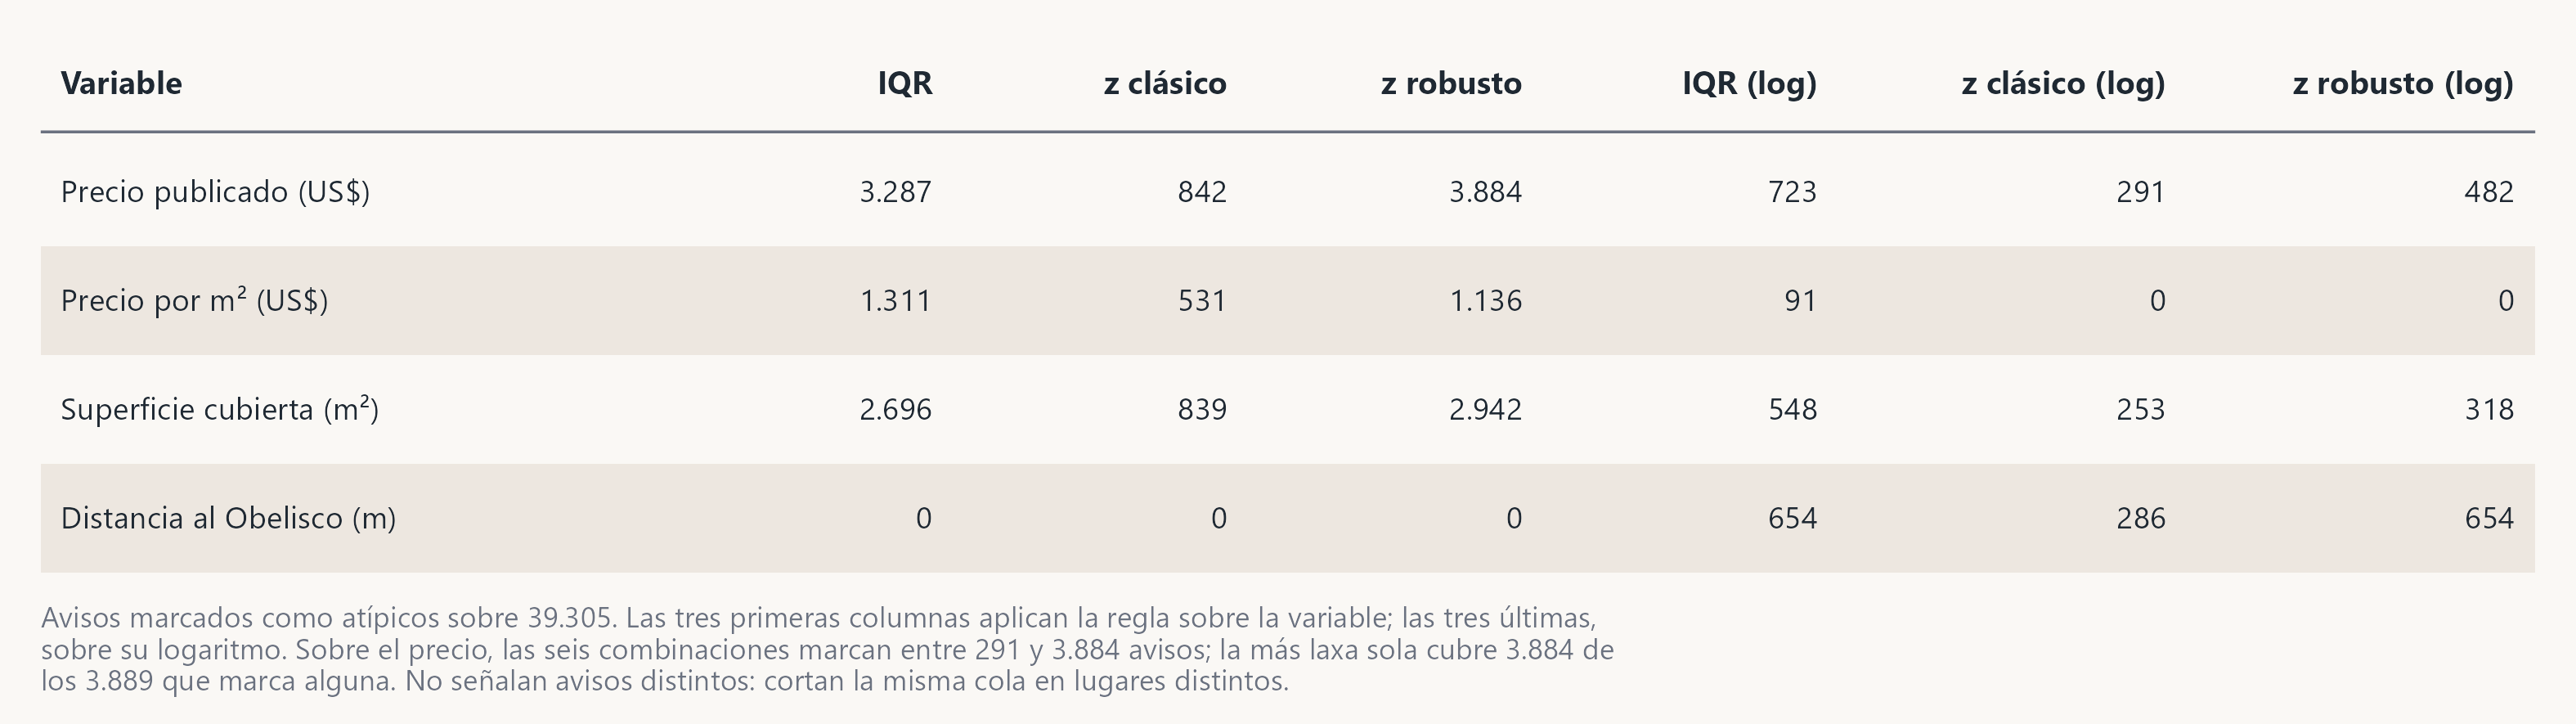 Variable IQR z clásico z robusto IQR (log) z clásico (log) z robusto (log)
Precio publicado (US$) 3.287 842 3.884 723 291 482
Precio por m² (US$) 1.311 531 1.136 91 0 0
Superficie cubierta (m²) 2.696 839 2.942 548 253 318
Distancia al Obelisco (m) 0 0 0 654 286 654
Avisos marcados como atípicos sobre 39.305. Las tres primeras columnas aplican la regla sobre la variable; las tres últimas,
sobre su logaritmo. Sobre el precio, las seis combinaciones marcan entre 291 y 3.884 avisos; la más laxa sola cubre 3.884 de
los 3.889 que marca alguna. No señalan avisos distintos: cortan la misma cola en lugares distintos.